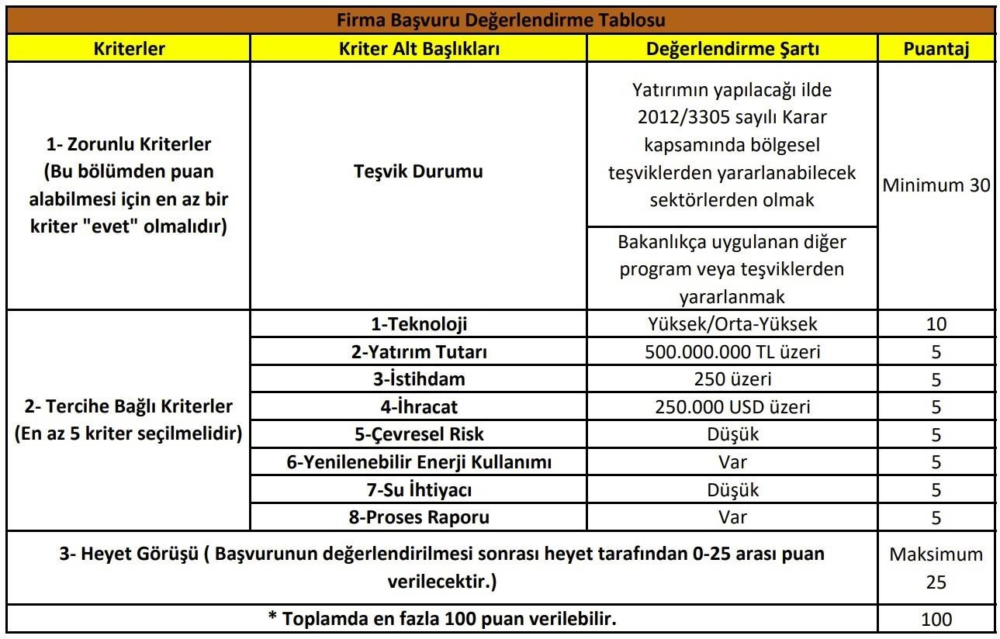 Firma Başvuru Değerlendirme Tablosu
Kriterler
Kriter Alt Başlıkları
Değerlendirme Şartı
Puantaj
1- Zorunlu Kriterler
(Bu bölümden puan
alabilmesi için en az bir
kriter "evet" olmalıdır)
Teşvik Durumu
Yatırımın yapılacağı ilde
2012/3305 sayılı Karar
kapsamında bölgesel
teşviklerden yararlanabilecek
sektörlerden olmak
Bakanlıkça uygulanan diğer
program veya teşviklerden
yararlanmak
Minimum 30
2- Tercihe Bağlı Kriterler
(En az 5 kriter seçilmelidir)
1-Teknoloji
Yüksek/Orta-Yüksek
10
2-Yatırım Tutarı
500.000.000 TL üzeri
5
3-İstihdam
250 üzeri
5
4-İhracat
250.000 USD üzeri
5
5-Çevresel Risk
Düşük
5
6-Yenilenebilir Enerji Kullanımı
Var
5
7-Su İhtiyacı
Düşük
5
8-Proses Raporu
Var
5
3- Heyet Görüşü ( Başvurunun değerlendirilmesi sonrası heyet tarafından 0-25 arası puan
verilecektir.)
Maksimum
25
* Toplamda en fazla 100 puan verilebilir.
100